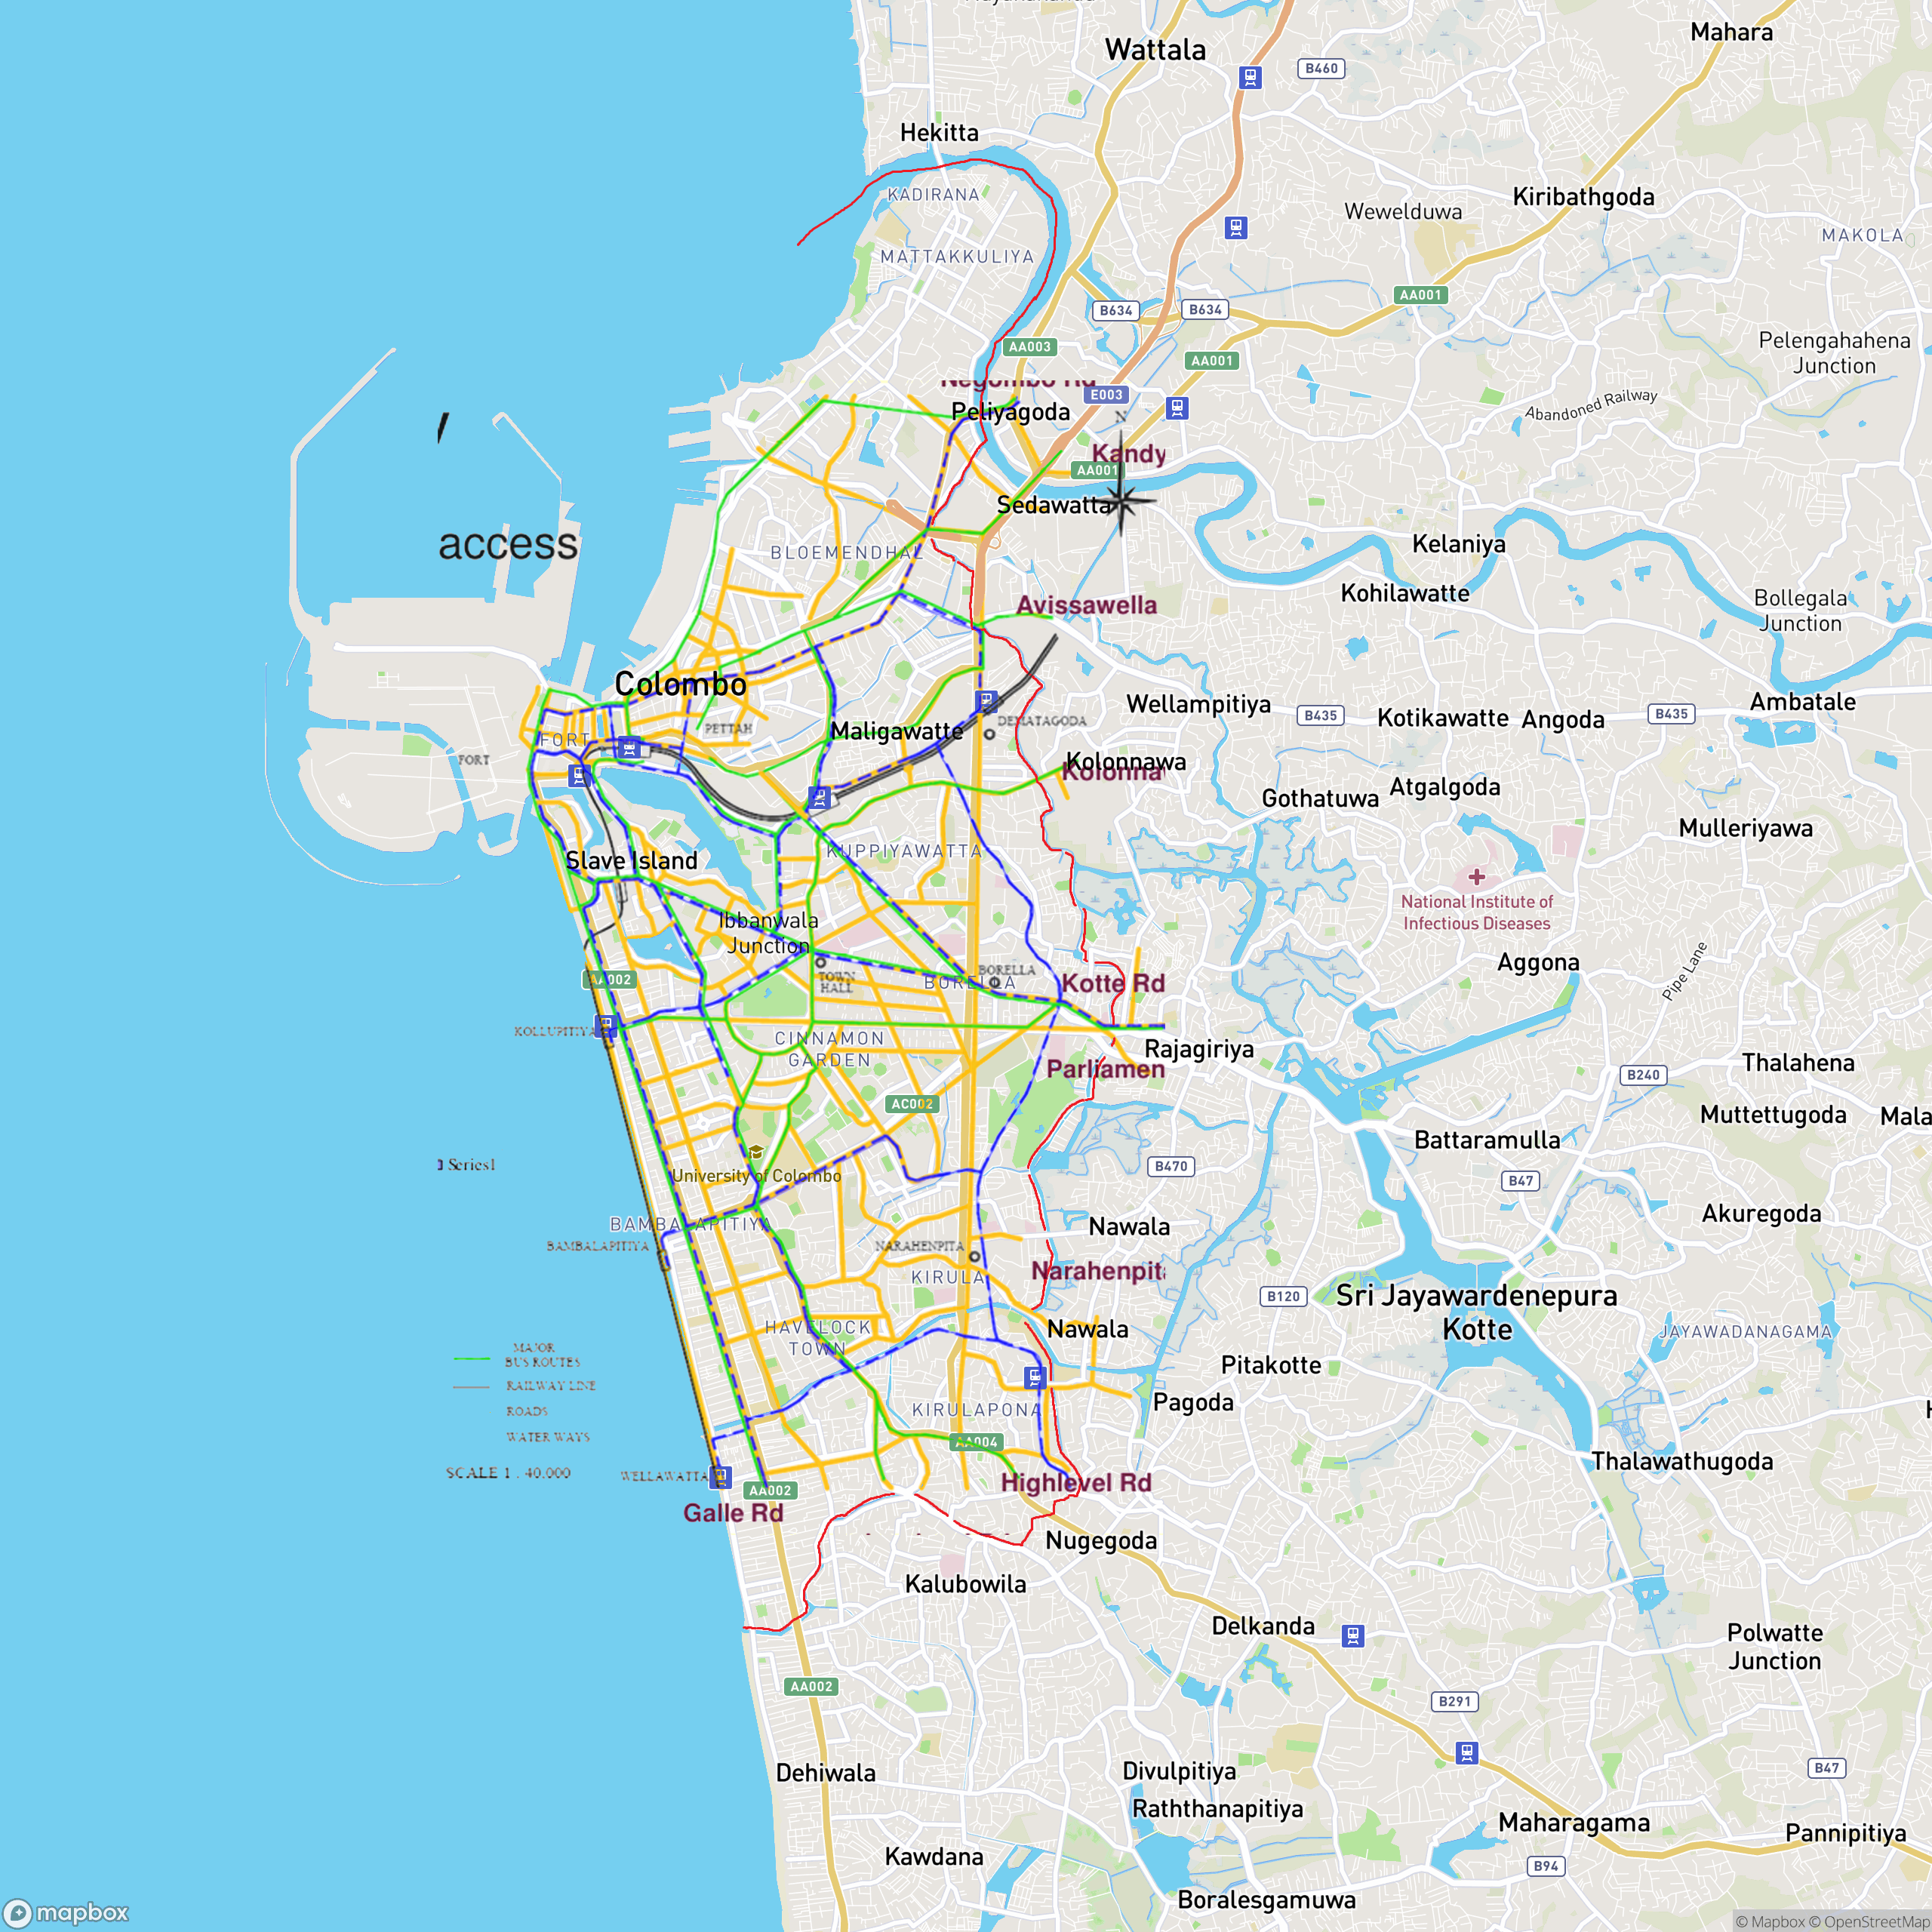 Wattala
Mahara
B460
Hekitta
KADIRANA
Kiribathgoda
Wewelduwa
MAKOLA
MATTAKKULIYA
AA001
B634
B634
AA003
Pelengahahena
Junction
AA001
Negombo Rd
E003
Abandoned Railway
Peliyagoda
N
Kandy
AA001
Sedawatta
access
BLOEMENDHAL
Kelaniya
Kohilawatte
Bollegala
Junction
Avissawella
Colombo
Wellampitiya
B435
Kotikawatte
Angoda
B435
Ambatale
PETTAH
Maligawatte
DEMATAGODA
FORT
FORT
Kolonnawa
Kolonna
Gothatuwa
Atgalgoda
Mulleriyawa
KUPPIYAWATTA
Slave Island
National Institute of
Infectious Diseases
Ibbanwala
Junction
Aggona
Pipe Lane
AA002
TOWN
HALL
BORELLA
BORELLA
Kotte Rd
KOLLUPITIYA
CINNAMON
GARDEN
Rajagiriya
Parliamen
Thalahena
B240
AC002
Muttettugoda
Mala
Battaramulla
Series1
University of Colombo
B470
B47
Akuregoda
BAMBALAPITIYA
Nawala
BAMBALAPITIYA
NARAHENPITA
KIRULA
Narahenpit
B120
Sri Jayawardenepura
Kotte
HAVELOCK
TOWN
Nawala
JAYAWADANAGAMA
MAJOR
BUS ROUTES
Pitakotte
RAILWAY LINE
Pagoda
ROADS
KIRULAPONA
WATER WAYS
AA004
Thalawathugoda
SCALE 1 . 40.000
WELLAWATTA
AA002
Highlevel Rd
Galle Rd
Nugegoda
Kalubowila
Delkanda
Polwatte
Junction
AA002
B291
Dehiwala
Divulpitiya
B47
Raththanapitiya
Maharagama
Pannipitiya
Kawdana
B94
Boralesgamuwa
mapbox
© Mapbox © OpenStreetMap